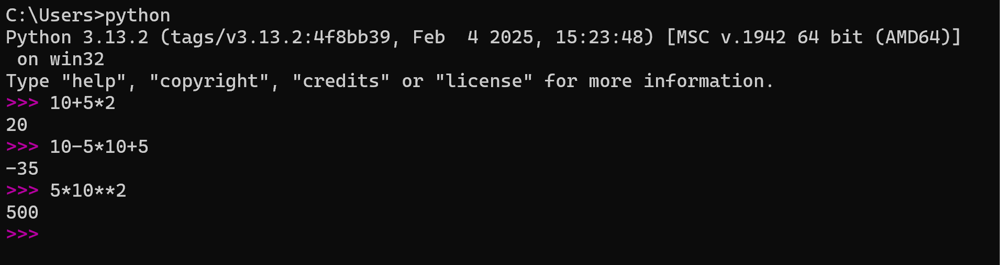 C:\Users>python
Python 3.13.2 (tags/v3.13.2:4f8bb39, Feb  4 2025, 15:23:48) [MSC v.1942 64 bit (AMD64)]
 on win32
Type "help", "copyright", "credits" or "license" for more information.
>>> 10+5*2
20
>>> 10-5*10+5
-35
>>> 5*10**2
500
>>>